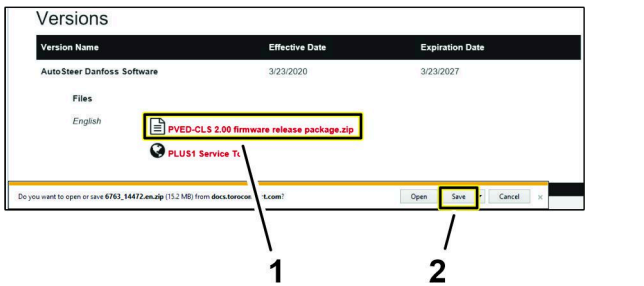 Versions
Version Name Effective Date Expiration Date
AutoSteer Danfoss Software 3/23/2020 3/23/2027
Files
English
PVED-CLS 2.00 firmware release package.zip
PLUS1 Service
Do you want to open or save 6763_14472.en.zip (15.2 MB) from Open Save Cancel ×
1 2